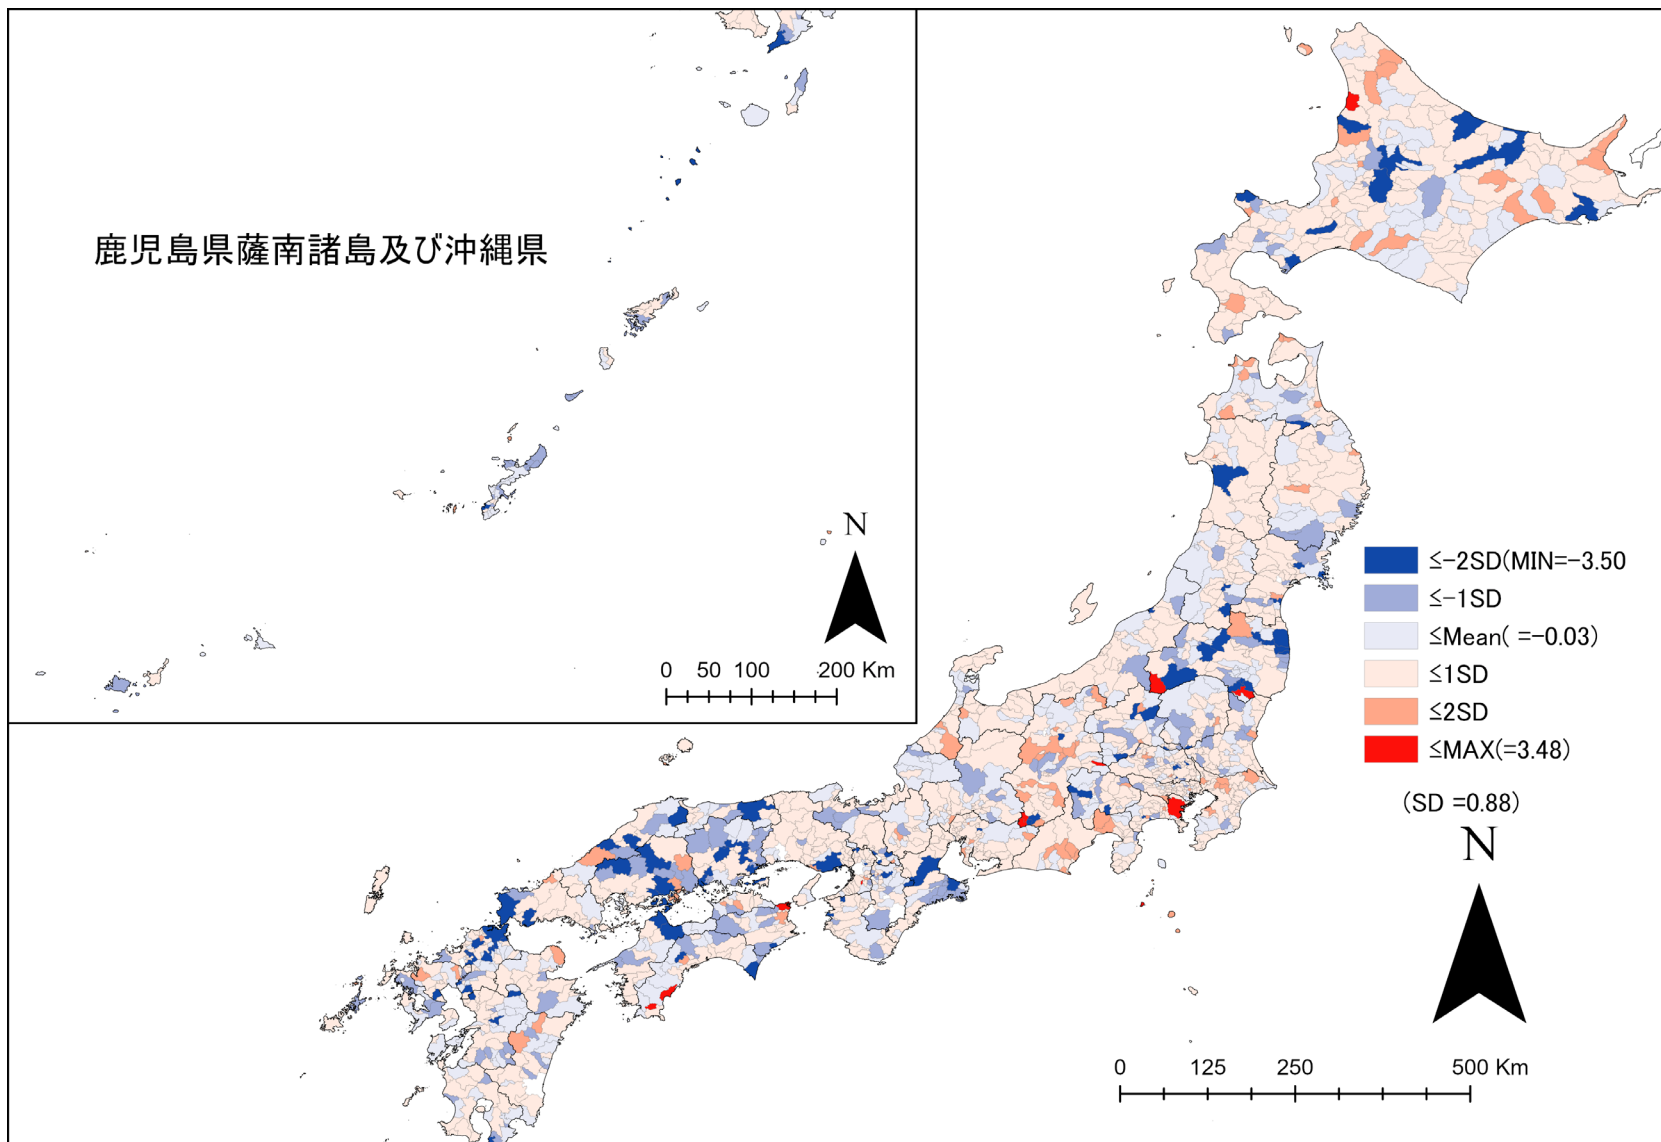 鹿児島県薩南諸島及び沖縄県
N
0 50 100 200 Km
≤-2SD(MIN=-3.50
≤-1SD
≤Mean( =-0.03)
≤1SD
≤2SD
≤MAX(=3.48)
(SD =0.88)
N
0 125 250 500 Km